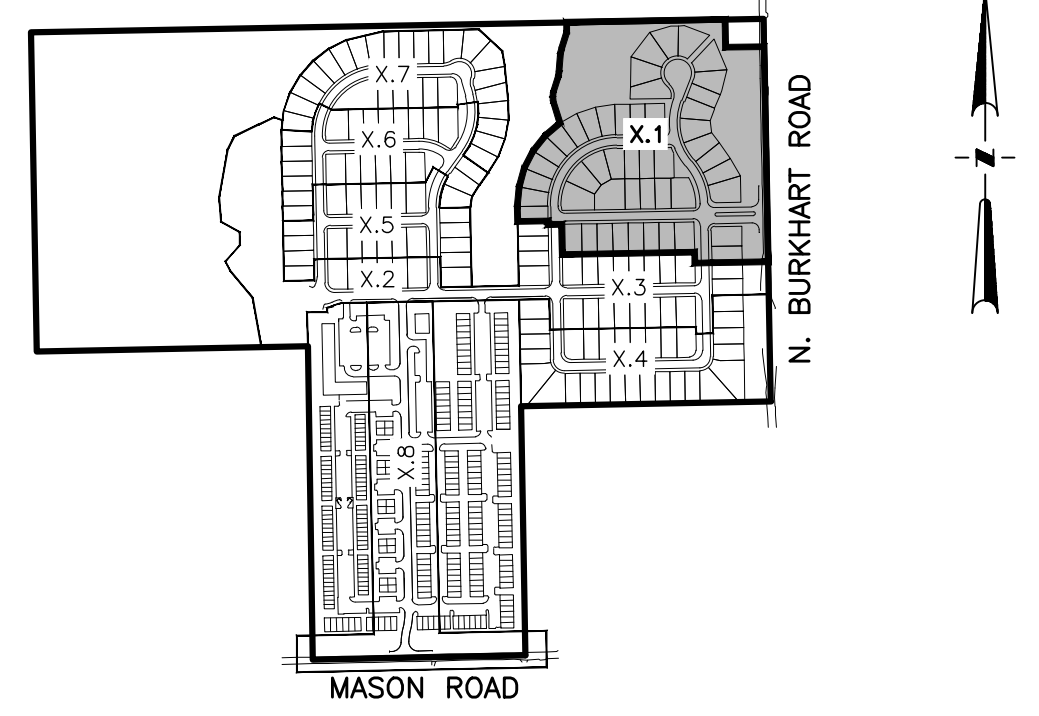 X.7
X.1
X.6
X.5
X.2
X.3
X.4
X.8
N. BURKHART ROAD
N
MASON ROAD